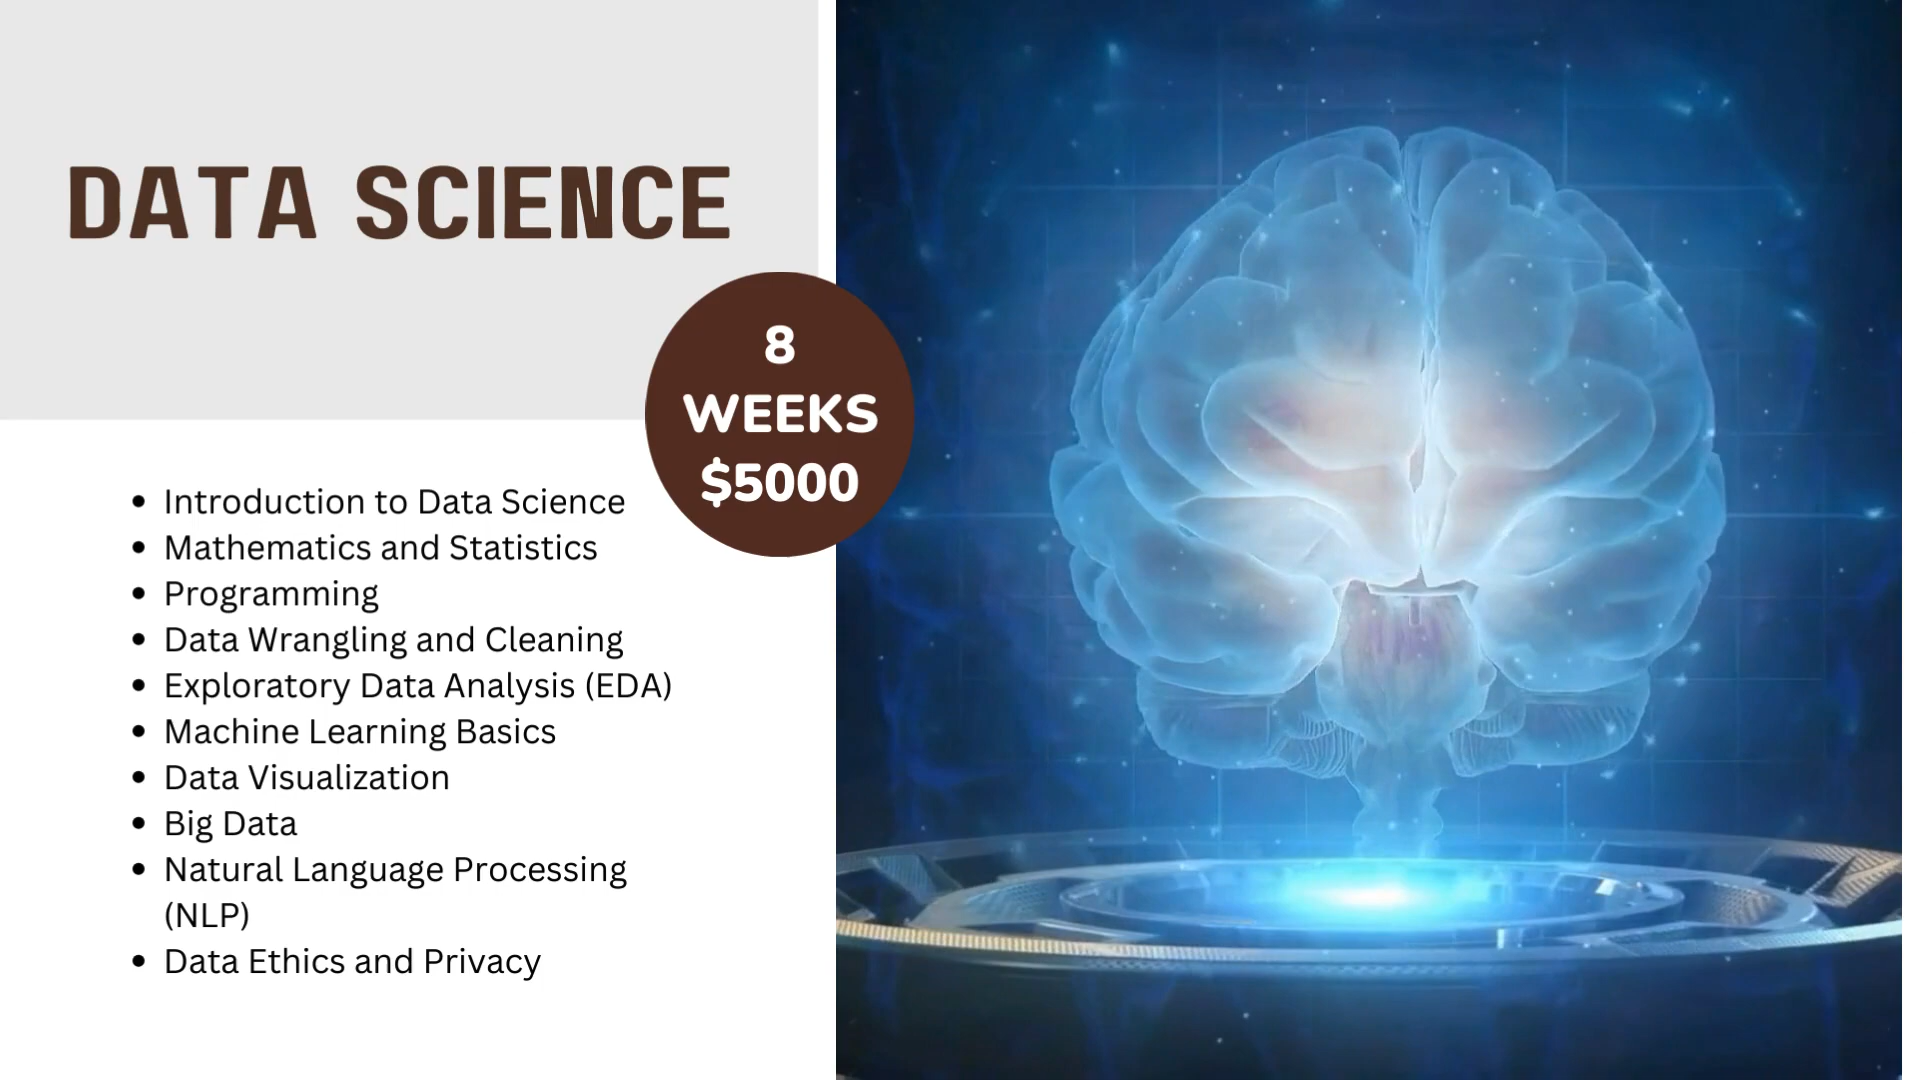 DATA SCIENCE
8
WEEKS
$5000
• Introduction to Data Science
• Mathematics and Statistics
• Programming
• Data Wrangling and Cleaning
• Exploratory Data Analysis (EDA)
• Machine Learning Basics
• Data Visualization
• Big Data
• Natural Language Processing
(NLP)
• Data Ethics and Privacy